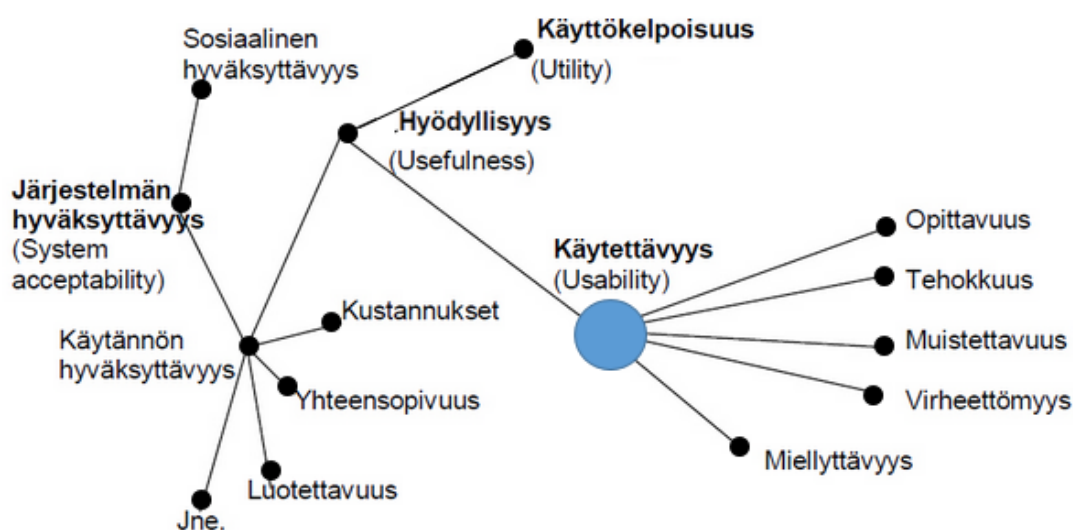 Sosiaalinen
hyväksyttävyys
Käyttökelpoisuus
(Utility)
Hyödyllisyys
(Usefulness)
Järjestelmän
hyväksyttävyys
(System
acceptability)
Käytettävyys
(Usability)
Opittavuus
Tehokkuus
Muistettavuus
Virheettömyys
Miellyttävyys
Käytännön
hyväksyttävyys
Kustannukset
Yhteensopivuus
Luotettavuus
Jne.